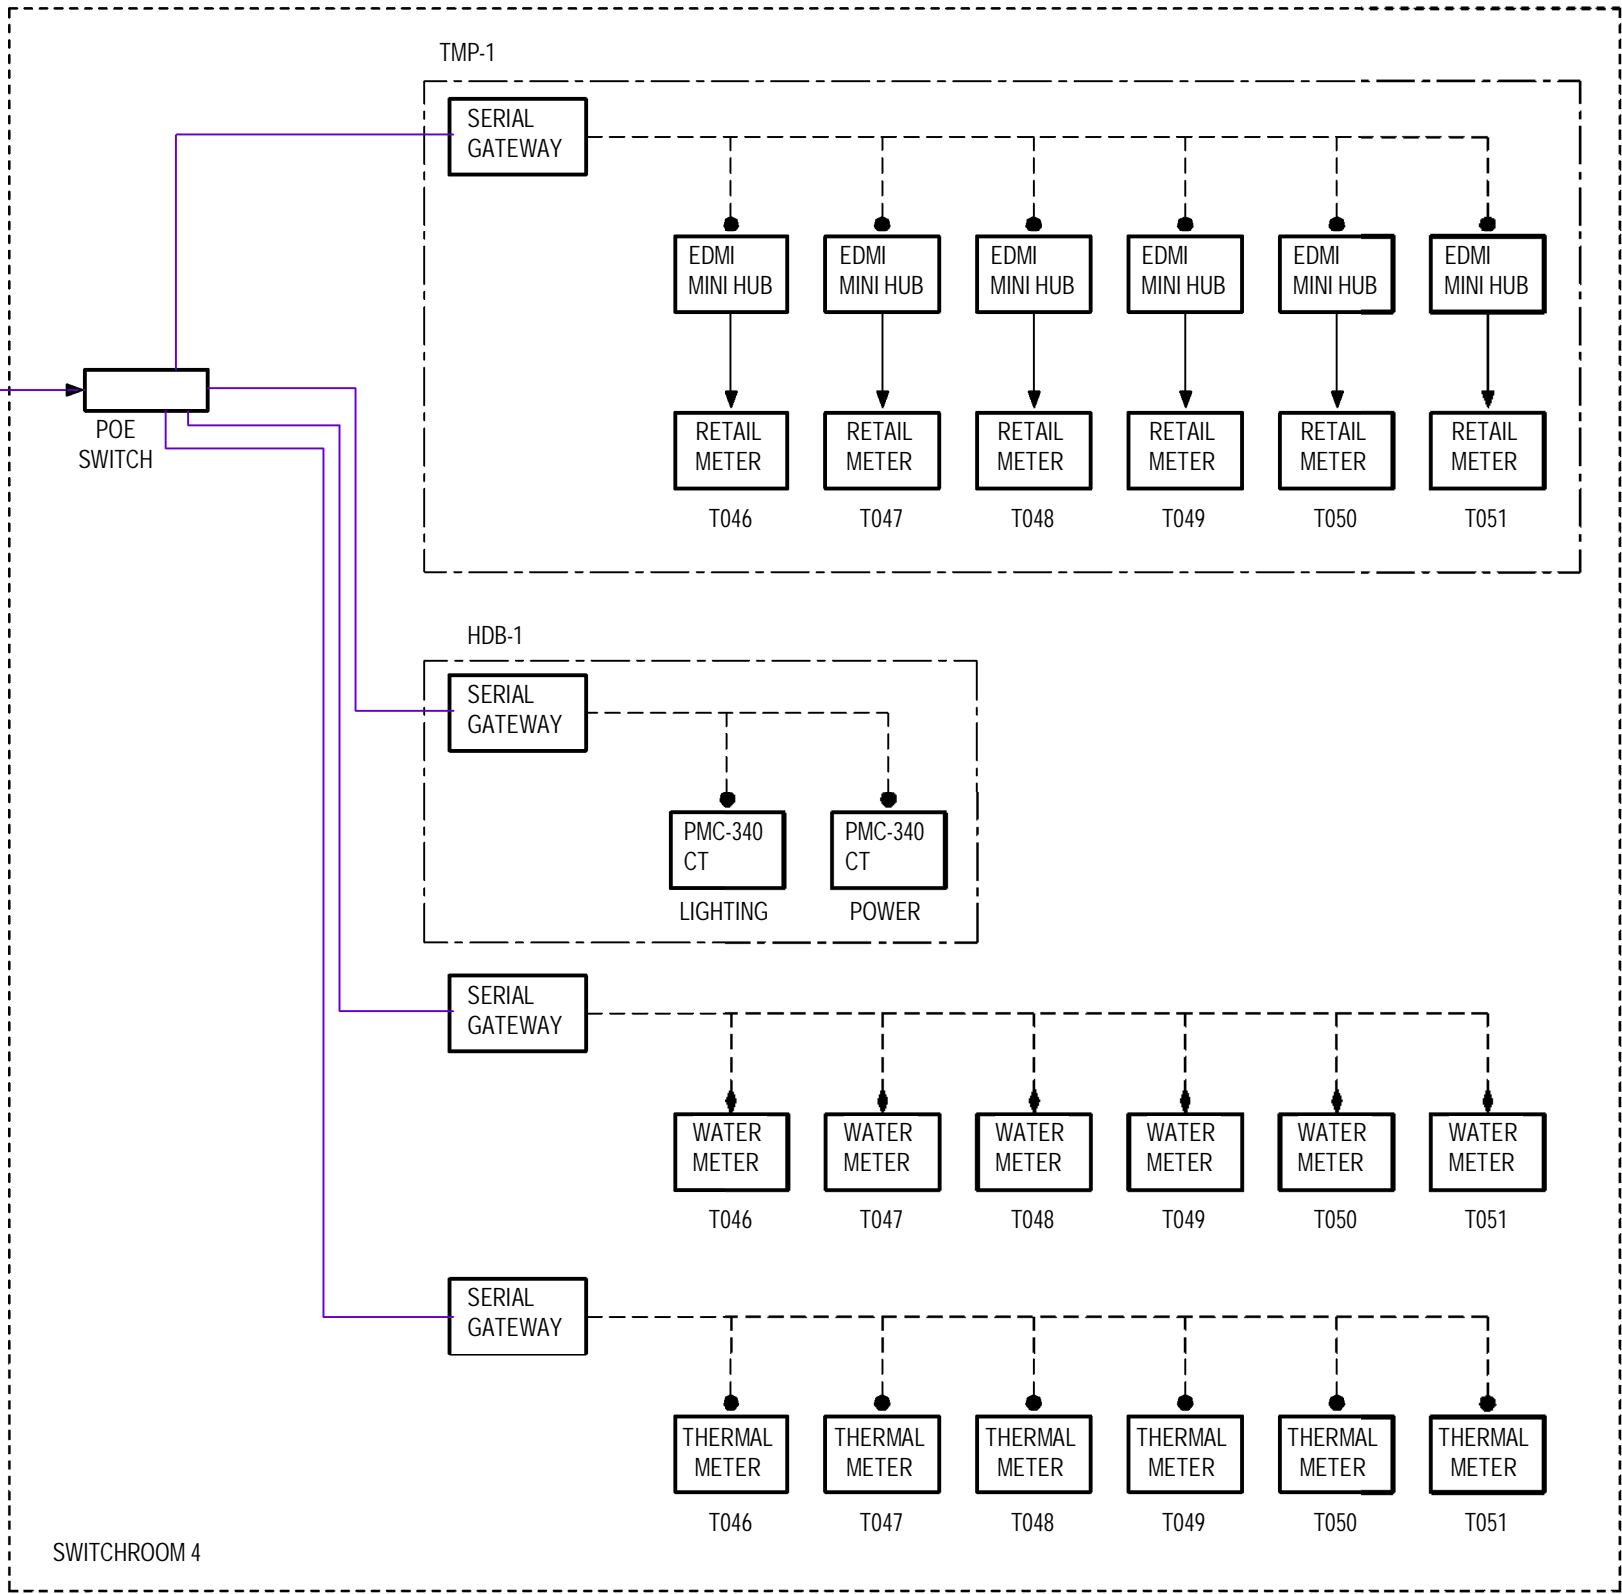 TMP-1
SERIAL
GATEWAY
EDMI
MINI HUB
EDMI
MINI HUB
EDMI
MINI HUB
EDMI
MINI HUB
EDMI
MINI HUB
EDMI
MINI HUB
POE
SWITCH
RETAIL
METER
RETAIL
METER
RETAIL
METER
RETAIL
METER
RETAIL
METER
RETAIL
METER
T046
T047
T048
T049
T050
T051
HDB-1
SERIAL
GATEWAY
PMC-340
CT
PMC-340
CT
LIGHTING
POWER
SERIAL
GATEWAY
WATER
METER
WATER
METER
WATER
METER
WATER
METER
WATER
METER
WATER
METER
T046
T047
T048
T049
T050
T051
SERIAL
GATEWAY
THERMAL
METER
THERMAL
METER
THERMAL
METER
THERMAL
METER
THERMAL
METER
THERMAL
METER
T046
T047
T048
T049
T050
T051
SWITCHROOM 4